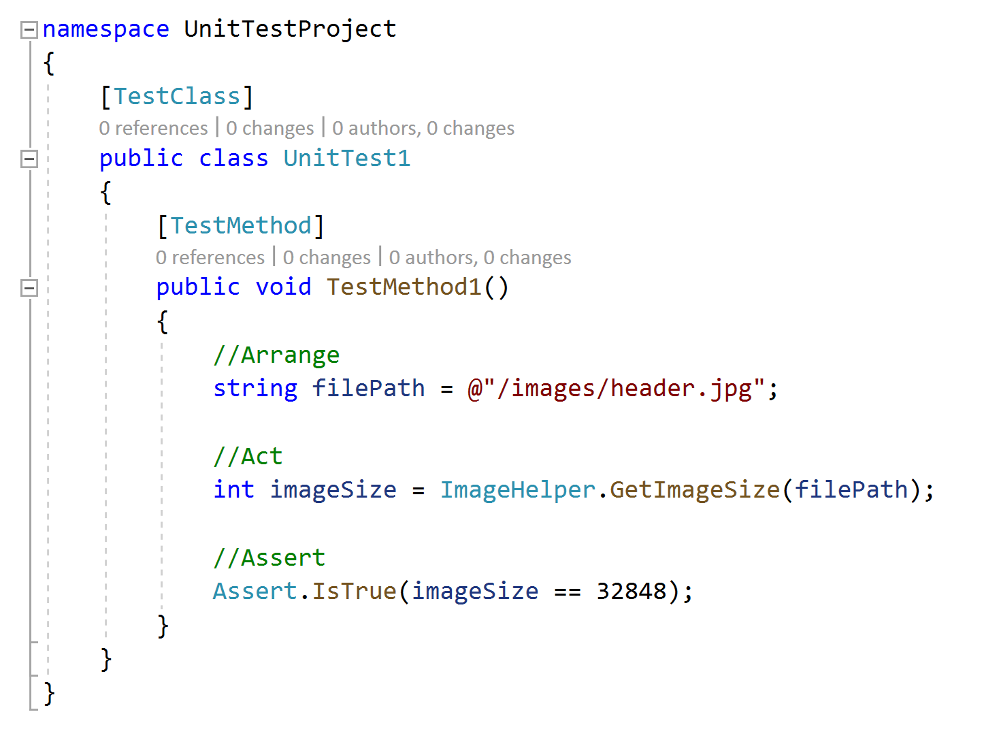 namespace UnitTestProject
{
[TestClass]
0 references | 0 changes | 0 authors, 0 changes
public class UnitTest1
{
[TestMethod]
0 references | 0 changes | 0 authors, 0 changes
public void TestMethod1()
{
//Arrange
string filePath = @"/images/header.jpg";
//Act
int imageSize = ImageHelper.GetImageSize(filePath);
//Assert
Assert.IsTrue(imageSize == 32848);
}
}
}